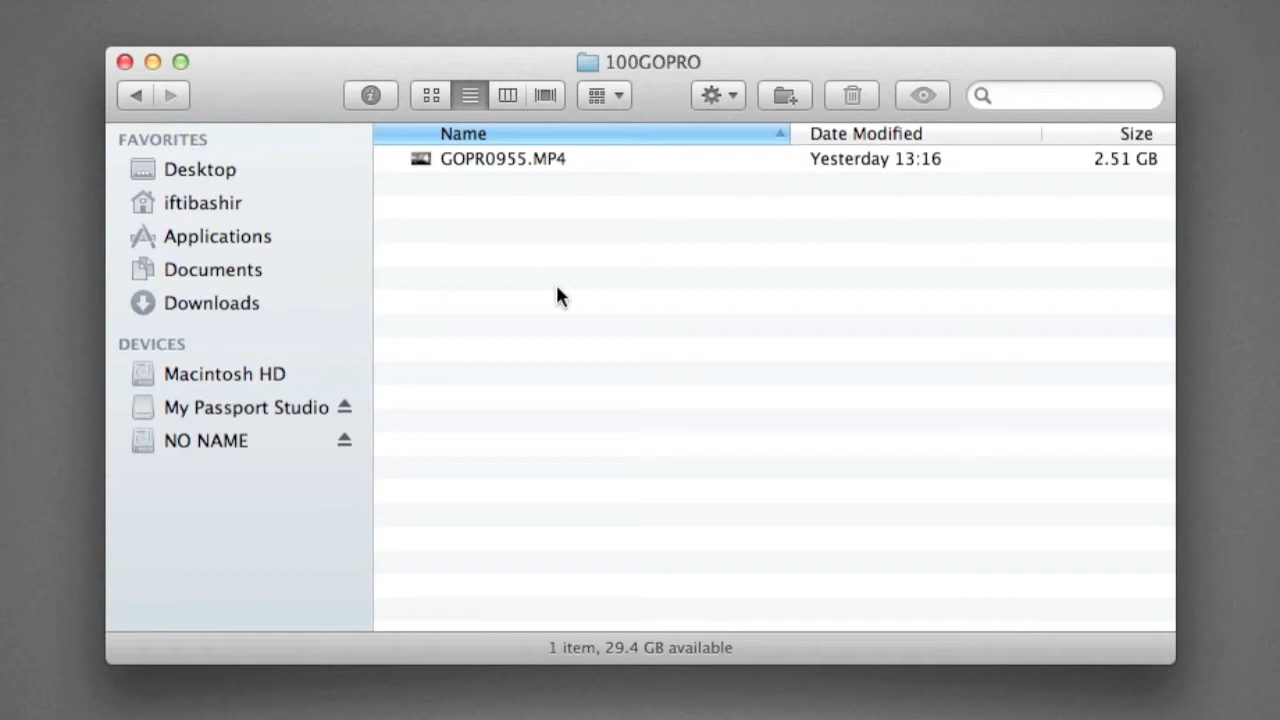 100GOPRO
FAVORITES
Desktop
iftibashir
Applications
Documents
Downloads
DEVICES
Macintosh HD
My Passport Studio
NO NAME
Name Date Modified Size
GOPR0955.MP4 Yesterday 13:16 2.51 GB
1 item, 29.4 GB available